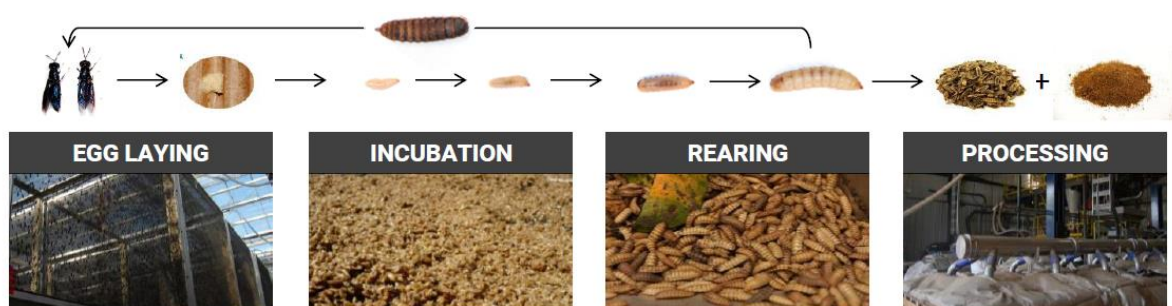 +
EGG LAYING
INCUBATION
REARING
PROCESSING